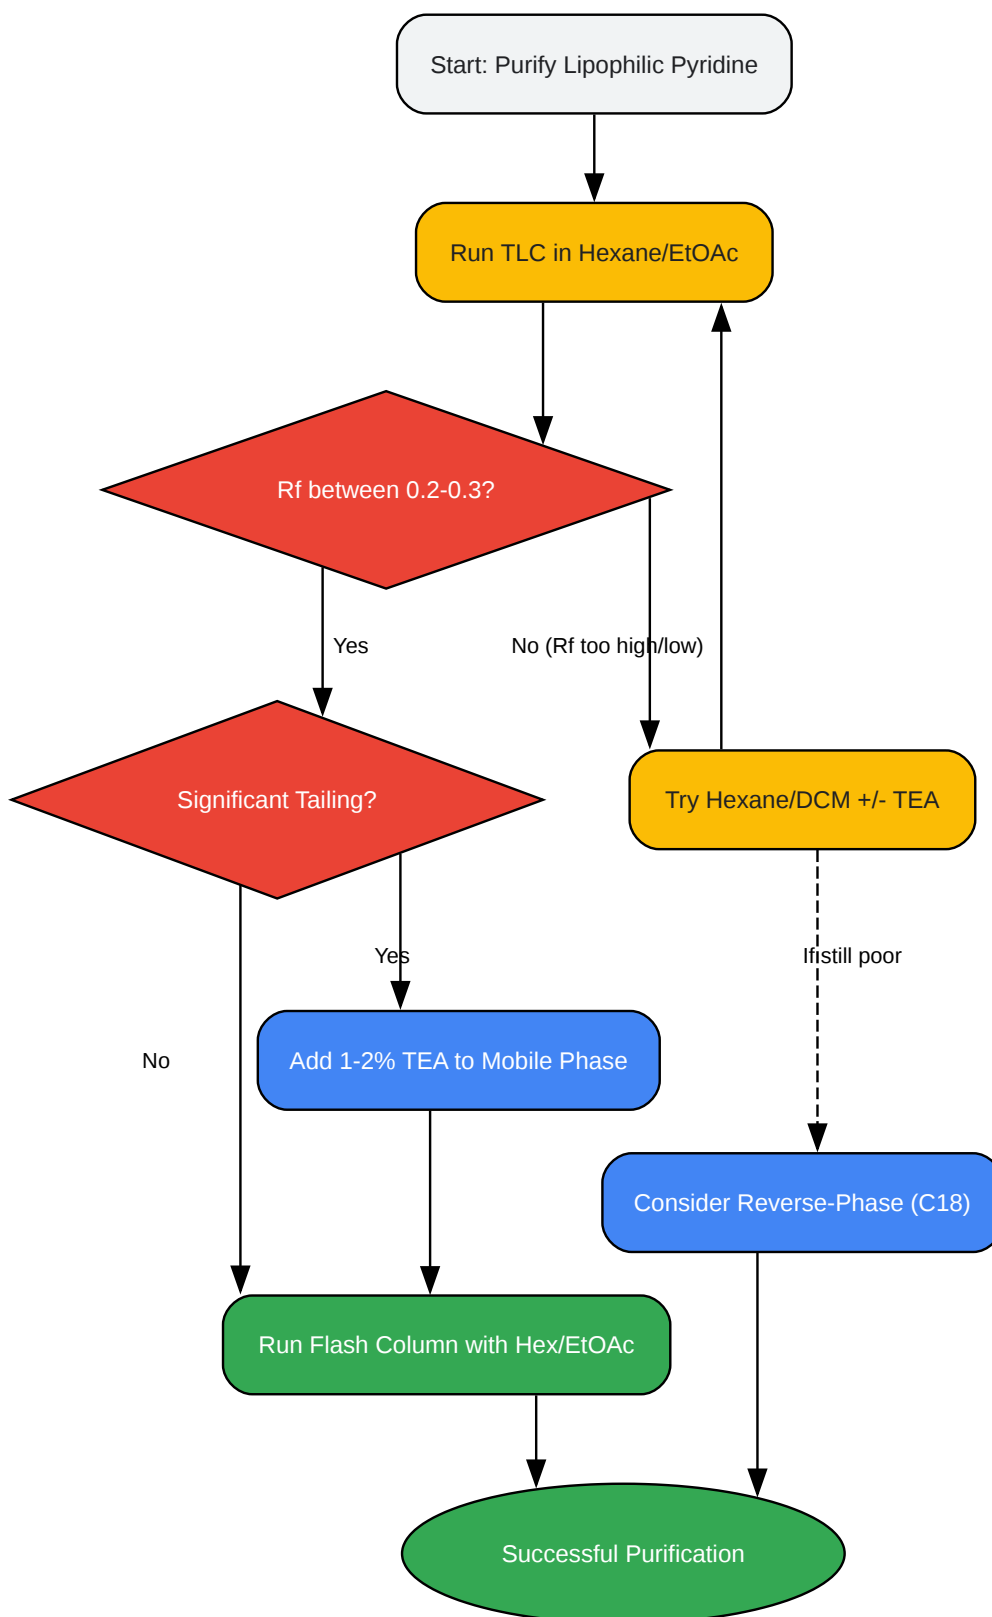 Start: Purify Lipophilic Pyridine
Run TLC in Hexane/EtOAc
Rf between 0.2-0.3?
Yes
No (Rf too high/low)
Significant Tailing?
Try Hexane/DCM +/- TEA
Yes
If still poor
No
Add 1-2% TEA to Mobile Phase
Consider Reverse-Phase (C18)
Run Flash Column with Hex/EtOAc
Successful Purification